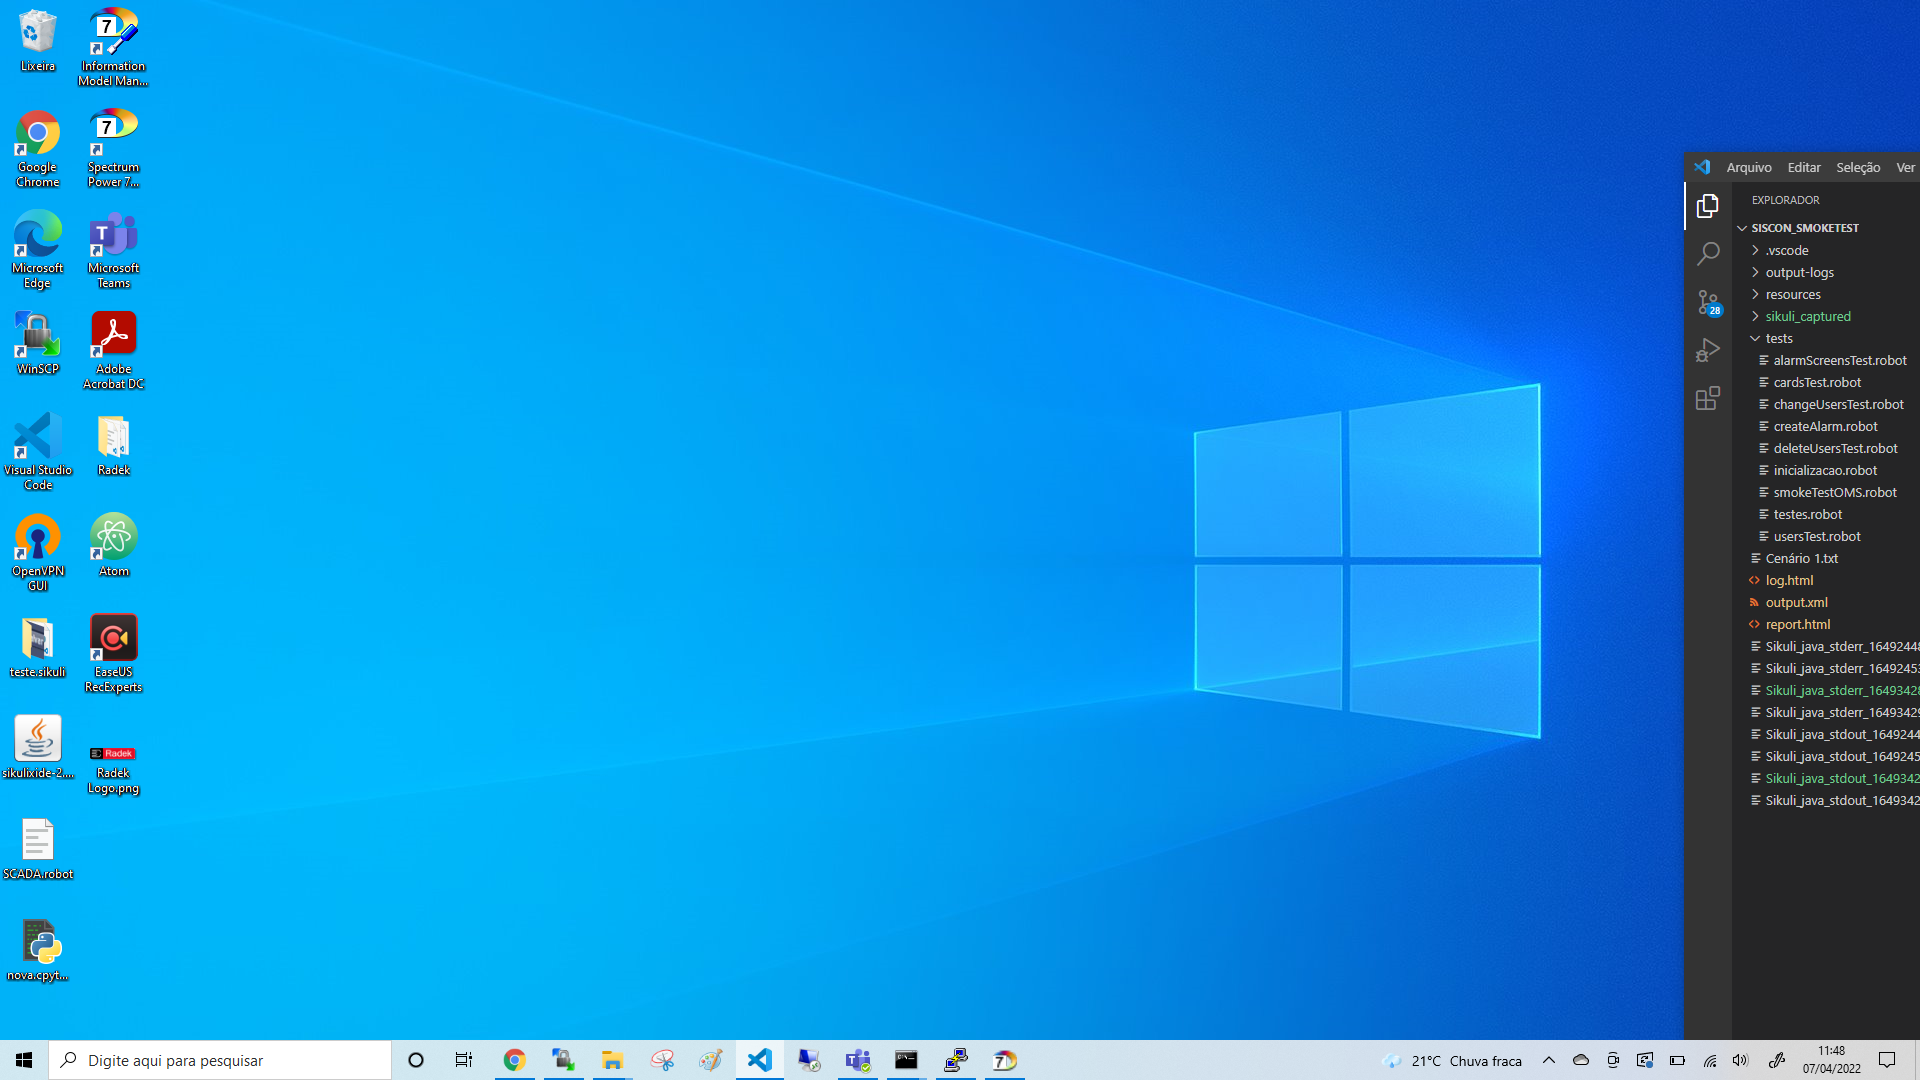 Lixeira
Information
Model Man...
Google
Chrome
Spectrum
Power 7...
Microsoft
Edge
Microsoft
Teams
WinSCP
Adobe
Acrobat DC
Visual Studio
Code
Radek
OpenVPN
GUI
Atom
teste.sikuli
EaseUS
RecExperts
sikulixide-2....
Radek
Radek
Logo.png
SCADA.robot
nova.cpyt...
Arquivo Editar Seleção Ver
EXPLORADOR
SISCON_SMOKETEST
.vscode
output-logs
resources
sikuli_captured
28
tests
alarmScreensTest.robot
cardsTest.robot
changeUsersTest.robot
createAlarm.robot
deleteUsersTest.robot
inicializacao.robot
smokeTestOMS.robot
testes.robot
usersTest.robot
Cenário 1.txt
log.html
output.xml
report.html
Sikuli_java_stderr_16492448
Sikuli_java_stderr_16492453
Sikuli_java_stderr_16493428
Sikuli_java_stderr_16493429
Sikuli_java_stdout_1649244
Sikuli_java_stdout_1649245
Sikuli_java_stdout_1649342
Sikuli_java_stdout_1649342
Digite aqui para pesquisar
21°C Chuva fraca
11:48
07/04/2022